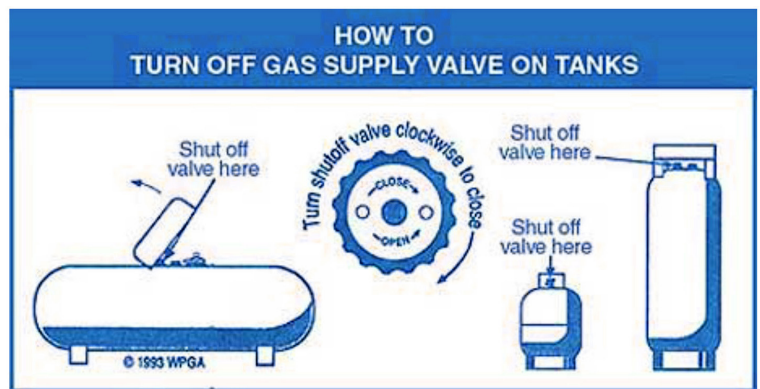 HOW TO
TURN OFF GAS SUPPLY VALVE ON TANKS
Shut off
valve here
Turn shutoff valve clockwise to close
CLOSE
OPEN
Shut off
valve here
Shut off
valve here
© 1993 WPGA